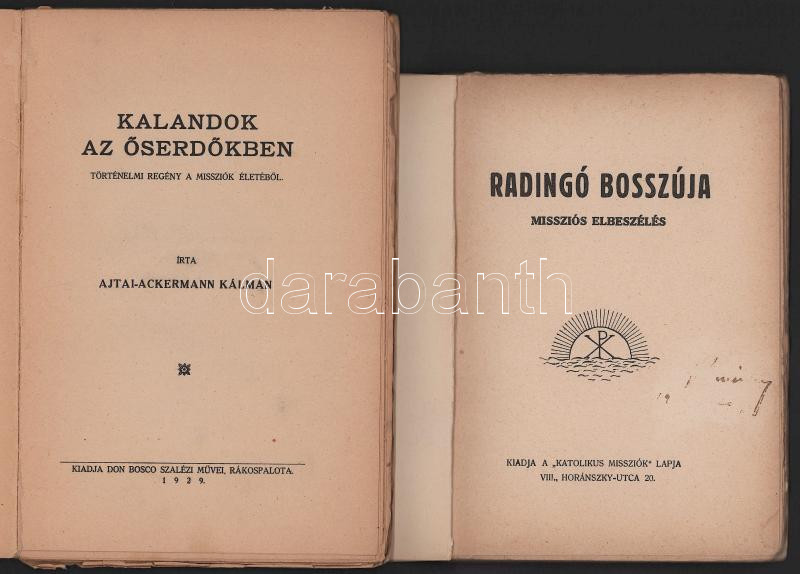 KALANDOK
AZ ŐSERDŐKBEN
TÖRTÉNELMI REGÉNY A MISSZIÓK ÉLETÉBŐL.
ÍRTA
AJTAI-ACKERMANN KÁLMÁN
KIADJA DON BOSCO SZALÉZI MŰVEI, RÁKOSPALOTA.
1929.
RADINGÓ BOSSZÚJA
MISSZIÓS ELBESZÉLÉS
KIADJA A „KATOLIKUS MISSZIÓK" LAPJA
VIII., HORÁNSZKY-UTCA 20.
darabanth